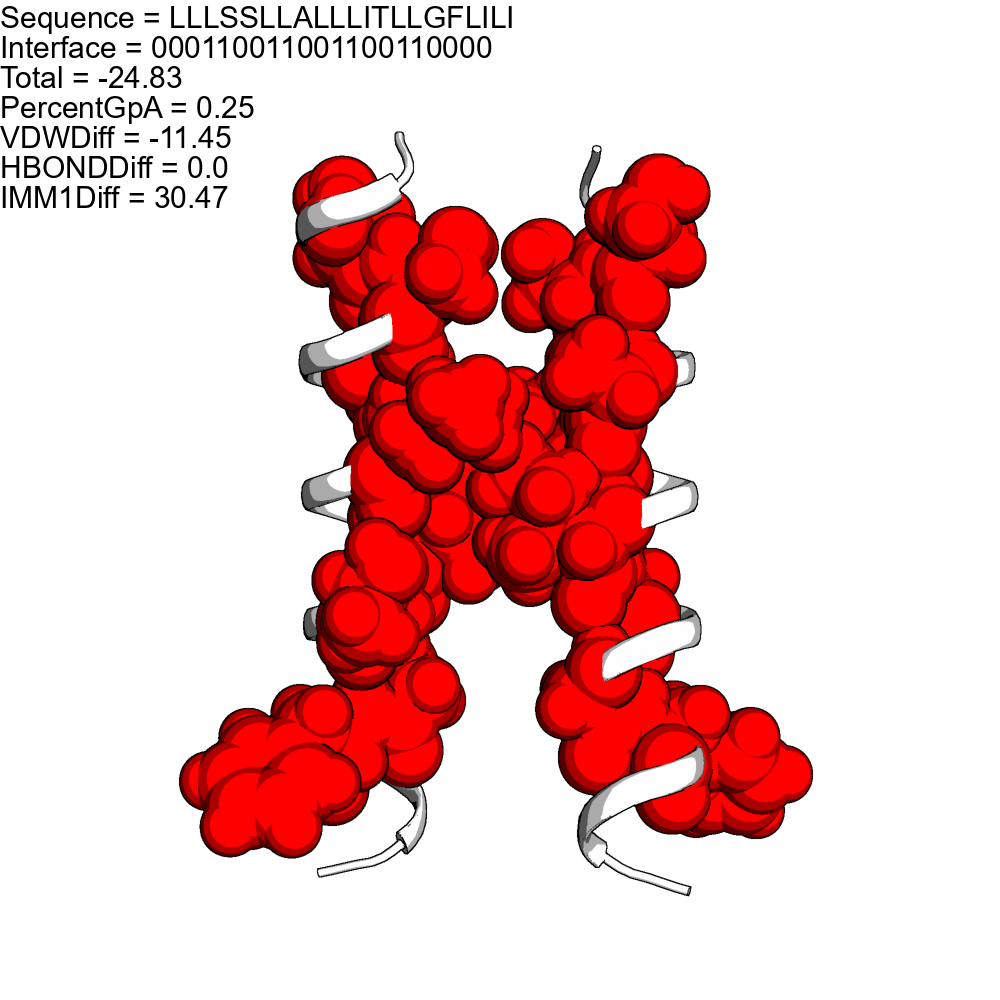 Sequence = LLLSSLLALLLITLLGFLILI
Interface = 000110011001100110000
Total = -24.83
PercentGpA = 0.25
VDWDiff = -11.45
HBONDDiff = 0.0
IMM1Diff = 30.47